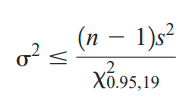 σ² ≤ (n − 1)s² / χ²0.95,19